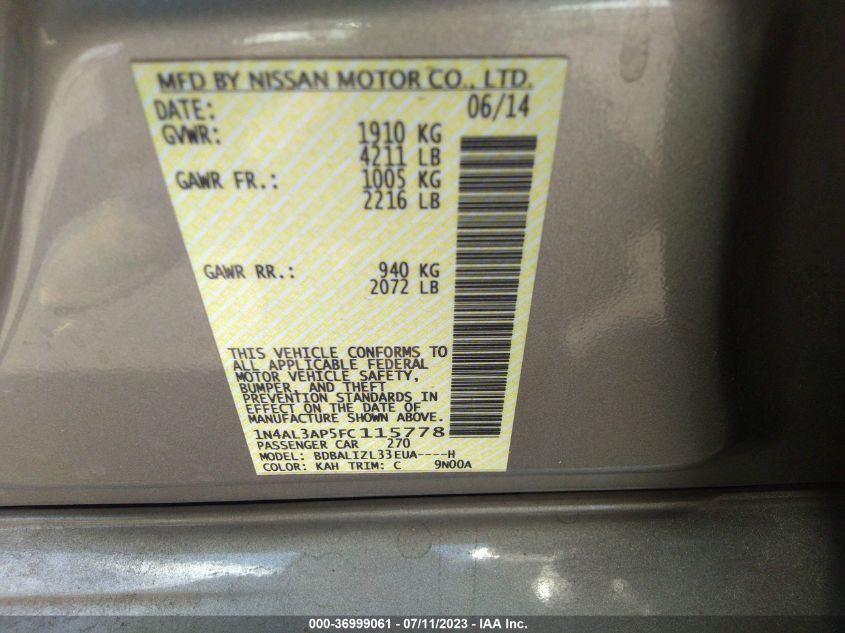 MFD BY NISSAN MOTOR CO., LTD.
DATE: 06/14
GVWR: 1910 KG
4211 LB
GAWR FR.: 1005 KG
2216 LB
GAWR RR.: 940 KG
2072 LB
THIS VEHICLE CONFORMS TO
ALL APPLICABLE FEDERAL
MOTOR VEHICLE SAFETY,
BUMPER, AND THEFT
PREVENTION STANDARDS IN
EFFECT ON THE DATE OF
MANUFACTURE SHOWN ABOVE.
1N4AL3AP5FC115778
PASSENGER CAR 270
MODEL: BDBALIZL33EUA----H
COLOR: KAH TRIM: C 9N00A
000-36999061 - 07/11/2023 - IAA Inc.